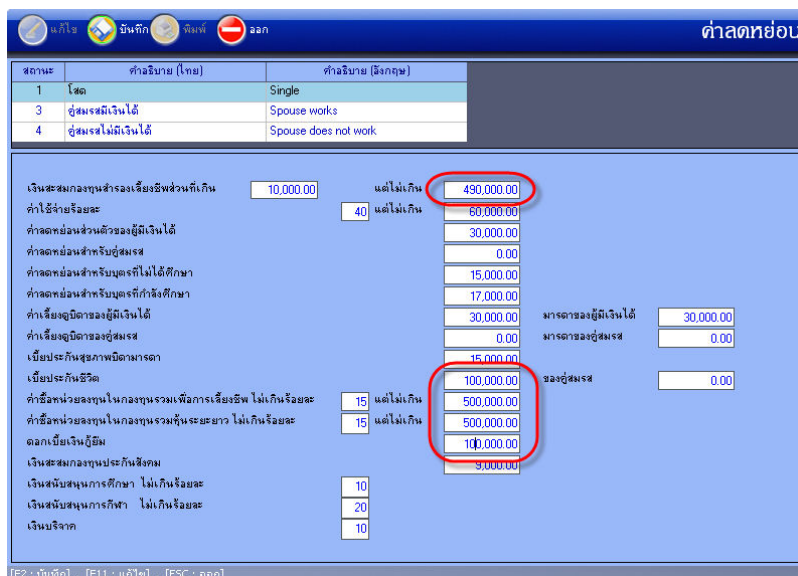 แก้ไข บันทึก พิมพ์ ออก ค่าลดหย่อน
สถานะ คำอธิบาย (ไทย) คำอธิบาย (อังกฤษ)
1 โสด Single
3 คู่สมรสมีเงินได้ Spouse works
4 คู่สมรสไม่มีเงินได้ Spouse does not work
เงินสะสมกองทุนสำรองเลี้ยงชีพส่วนที่เกิน 10,000.00 แต่ไม่เกิน 490,000.00
ค่าใช้จ่ายร้อยละ 40 แต่ไม่เกิน 60,000.00
ค่าลดหย่อนส่วนตัวของผู้มีเงินได้ 30,000.00
ค่าลดหย่อนสำหรับคู่สมรส 0.00
ค่าลดหย่อนสำหรับบุตรที่ไม่ได้ศึกษา 15,000.00
ค่าลดหย่อนสำหรับบุตรที่กำลังศึกษา 17,000.00
ค่าเลี้ยงดูบิดาของผู้มีเงินได้ 30,000.00 มารดาของผู้มีเงินได้ 30,000.00
ค่าเลี้ยงดูบิดาของคู่สมรส 0.00 มารดาของคู่สมรส 0.00
เบี้ยประกันสุขภาพบิดามารดา 15,000.00
เบี้ยประกันชีวิต 100,000.00 ของคู่สมรส 0.00
ค่าซื้อหน่วยลงทุนในกองทุนรวมเพื่อการเลี้ยงชีพ ไม่เกินร้อยละ 15 แต่ไม่เกิน 500,000.00
ค่าซื้อหน่วยลงทุนในกองทุนรวมหุ้นระยะยาว ไม่เกินร้อยละ 15 แต่ไม่เกิน 500,000.00
ดอกเบี้ยเงินกู้ยืม 100,000.00
เงินสะสมกองทุนประกันสังคม 9,000.00
เงินสนับสนุนการศึกษา ไม่เกินร้อยละ 10
เงินสนับสนุนการกีฬา ไม่เกินร้อยละ 20
เงินบริจาค 10
[F2 : บันทึก] [F11 : แก้ไข] [ESC : ออก]